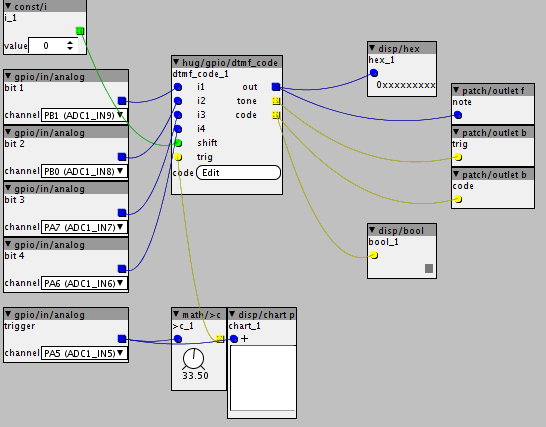 const/i
i_1
value 0
gpio/in/analog
bit 1
channel PB1 (ADC1_IN9)
gpio/in/analog
bit 2
channel PB0 (ADC1_IN8)
gpio/in/analog
bit 3
channel PA7 (ADC1_IN7)
gpio/in/analog
bit 4
channel PA6 (ADC1_IN6)
gpio/in/analog
trigger
channel PA5 (ADC1_IN5)
hug/gpio/dtmf_code
dtmf_code_1
i1 out
i2 tone
i3 code
i4
shift
trig
code Edit
math/>c
>c_1
33.50
disp/chart p
chart_1
+
disp/hex
hex_1
0xxxxxxxxx
disp/bool
bool_1
patch/outlet f
note
patch/outlet b
trig
patch/outlet b
code